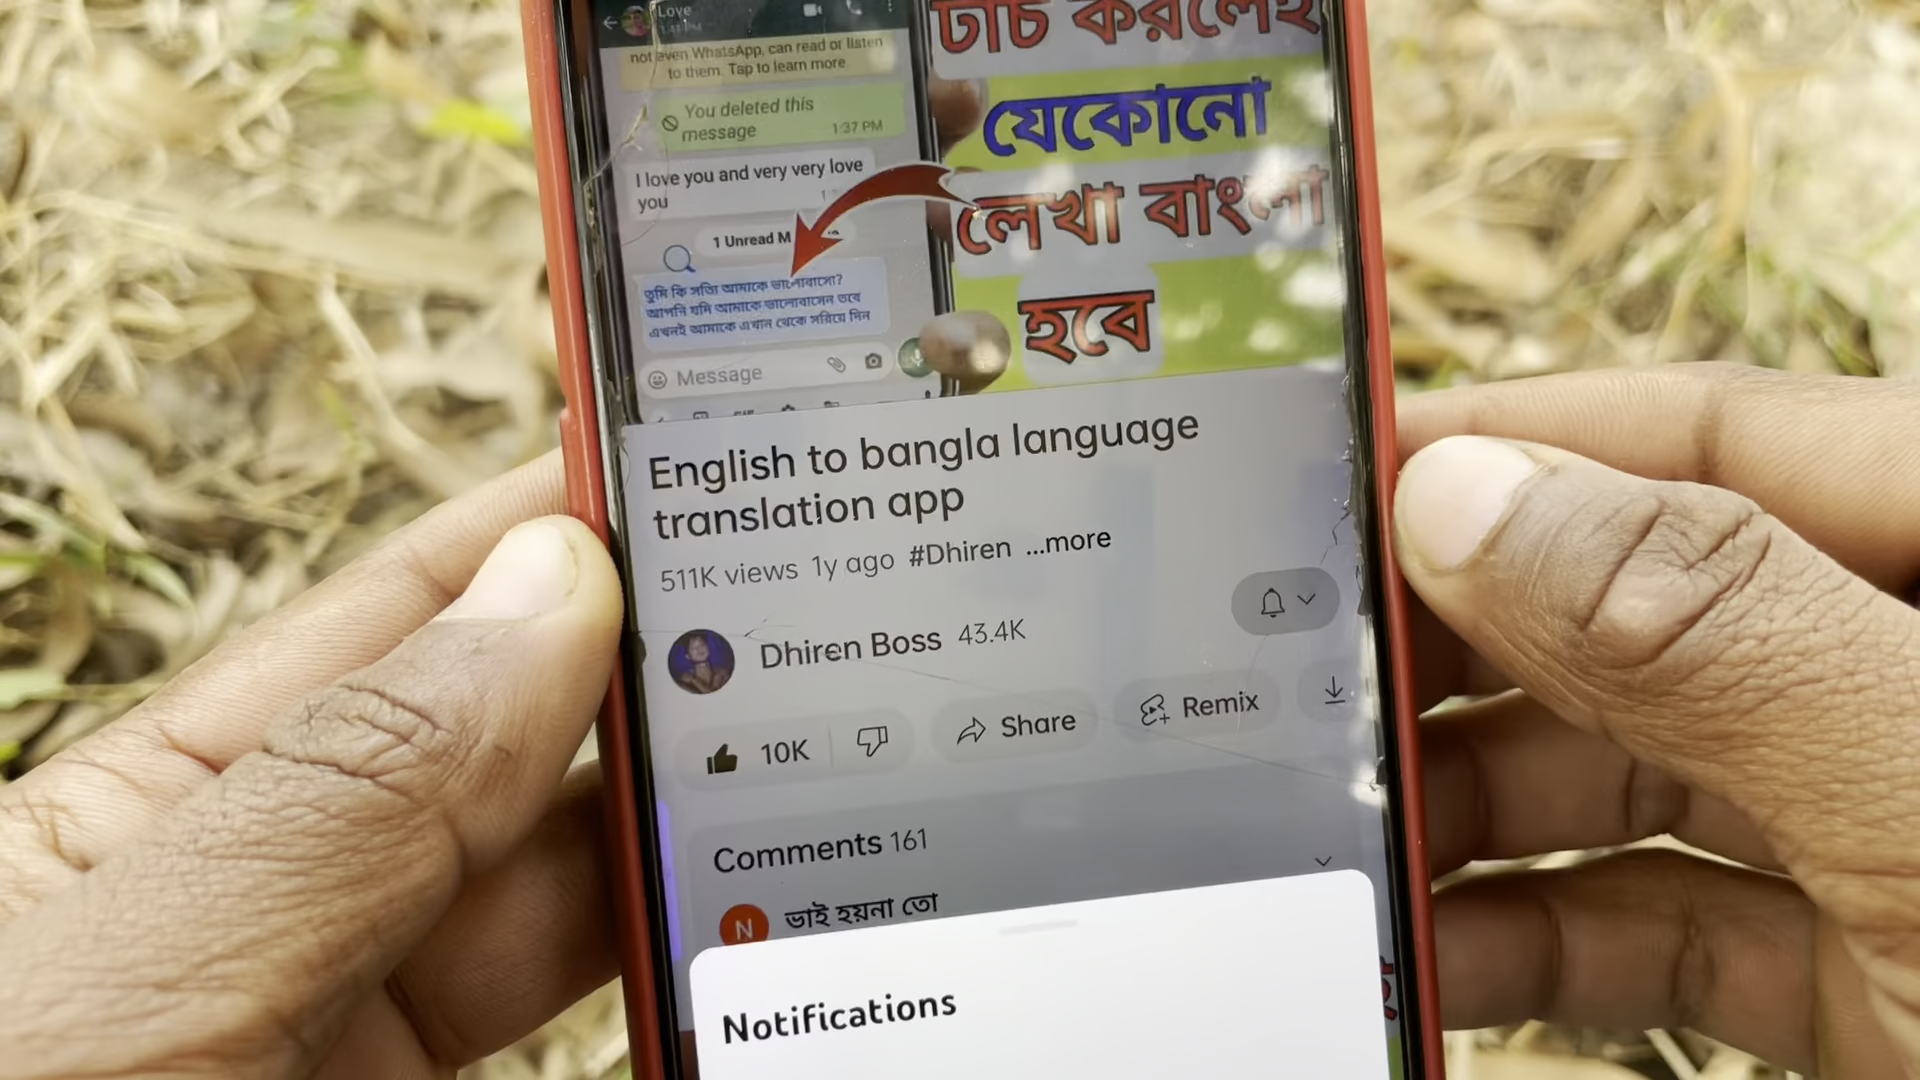 Love
not even WhatsApp, can read or listen
to them. Tap to learn more
You deleted this
message 1:37 PM
I love you and very very love
you
1 Unread M
তুমি কি সত্যি আমাকে ভালোবাসো?
আপনি যদি আমাকে ভালোবাসেন তবে
এখনই আমাকে এখান থেকে সরিয়ে দিন
Message
টাচ করলেই
যেকোনো
লেখা বাংলা
হবে
English to bangla language
translation app
511K views 1y ago #Dhiren ...more
Dhiren Boss 43.4K
10K Share Remix
Comments 161
N ভাই হয়না তো
Notifications